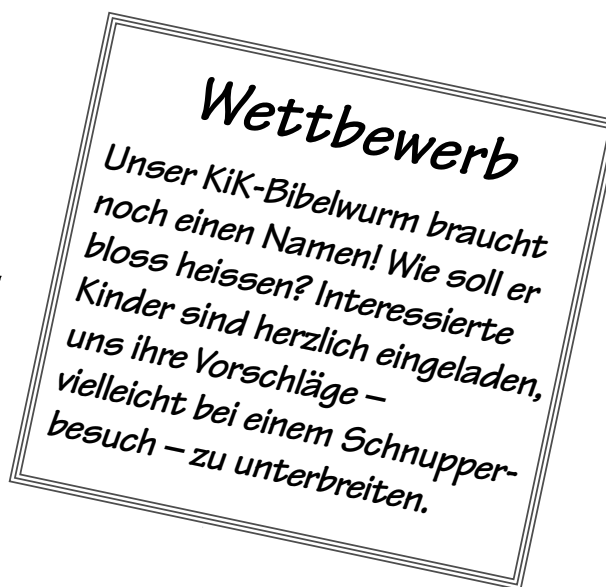 Wettbewerb
Unser KiK-Bibelwurm braucht
noch einen Namen! Wie soll er
bloss heissen? Interessierte
Kinder sind herzlich eingeladen,
uns ihre Vorschläge –
vielleicht bei einem Schnupper-
besuch – zu unterbreiten.